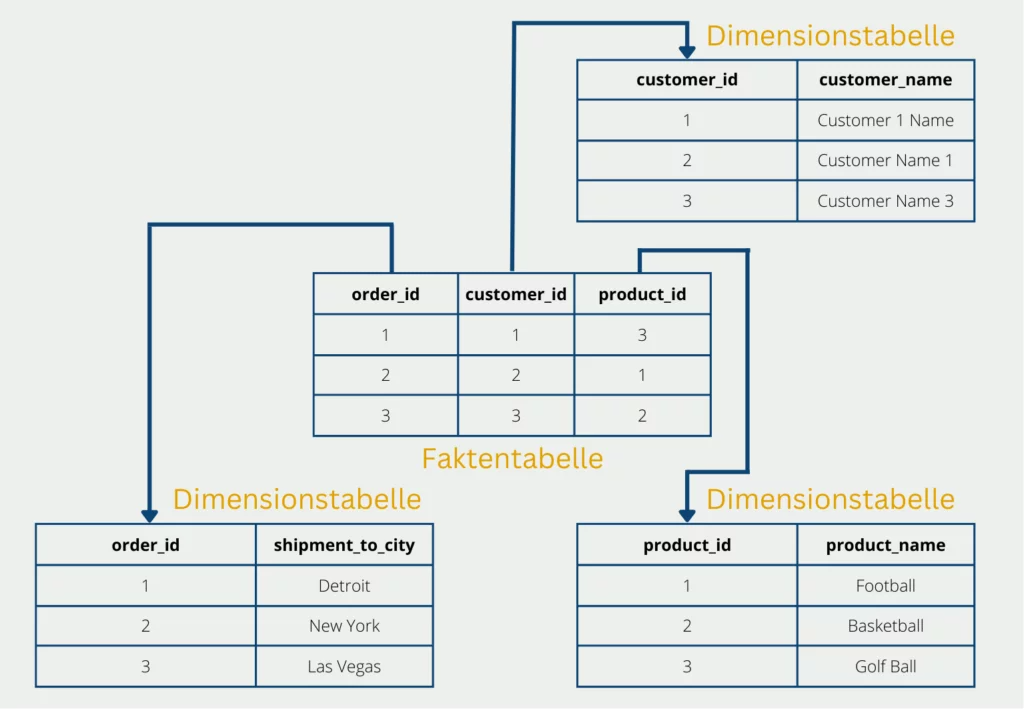 Dimensionstabelle
customer_id customer_name
1 Customer 1 Name
2 Customer Name 1
3 Customer Name 3
order_id customer_id product_id
1 1 3
2 2 1
3 3 2
Faktentabelle
Dimensionstabelle
order_id shipment_to_city
1 Detroit
2 New York
3 Las Vegas
Dimensionstabelle
product_id product_name
1 Football
2 Basketball
3 Golf Ball